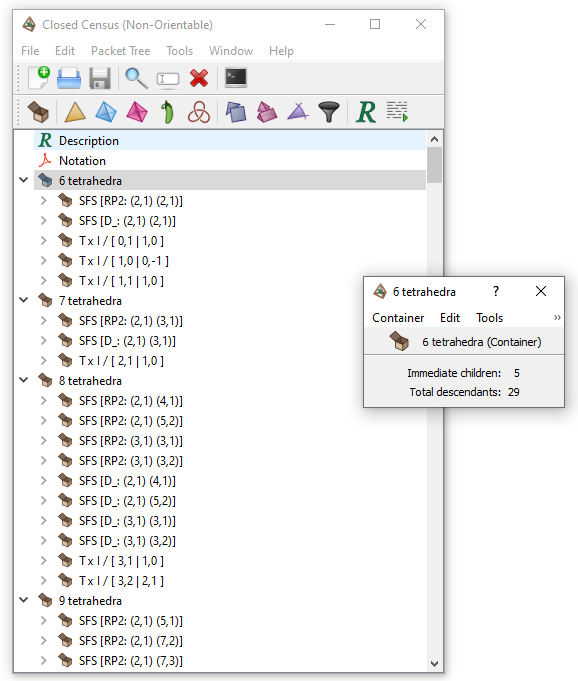 Closed Census (Non-Orientable)
File Edit Packet Tree Tools Window Help
R Description
Notation
6 tetrahedra
SFS [RP2: (2,1) (2,1)]
SFS [D_: (2,1) (2,1)]
T x I / [ 0,1 | 1,0 ]
T x I / [ 1,0 | 0,-1 ]
T x I / [ 1,1 | 1,0 ]
7 tetrahedra
SFS [RP2: (2,1) (3,1)]
SFS [D_: (2,1) (3,1)]
T x I / [ 2,1 | 1,0 ]
8 tetrahedra
SFS [RP2: (2,1) (4,1)]
SFS [RP2: (2,1) (5,2)]
SFS [RP2: (3,1) (3,1)]
SFS [RP2: (3,1) (3,2)]
SFS [D_: (2,1) (4,1)]
SFS [D_: (2,1) (5,2)]
SFS [D_: (3,1) (3,1)]
SFS [D_: (3,1) (3,2)]
T x I / [ 3,1 | 1,0 ]
T x I / [ 3,2 | 2,1 ]
9 tetrahedra
SFS [RP2: (2,1) (5,1)]
SFS [RP2: (2,1) (7,2)]
SFS [RP2: (2,1) (7,3)]
6 tetrahedra ?
Container Edit Tools »
6 tetrahedra (Container)
Immediate children: 5
Total descendants: 29